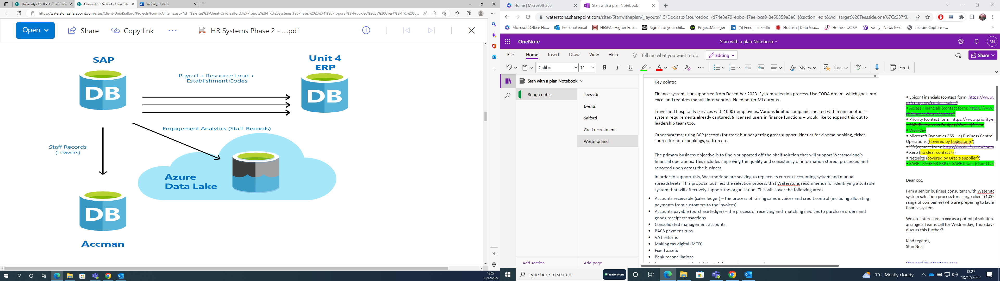 University of Salford - Client Site
University of Salford - Client Site
Salford_ITT.docx
https://waterstons.sharepoint.com/sites/Client-UniofSalford/Projects/Forms/AllItems.aspx?id=%2Fsites%2FClient-UniofSalford%2FProjects%2FHR%20Systems%20Phase%202%2F1%20Proposal%2FProvided%20by%20Client%2FHR%20Sy...
Open
Share
Copy link
HR Systems Phase 2 - ....pdf
SAP
Unit 4
ERP
Payroll + Resource Load +
Establishment Codes
DB
DB
Engagement Analytics (Staff Records)
Staff Records
(Leavers)
Azure
Data Lake
DB
Accman
13:27
13/12/2022
Home | Microsoft 365
Stan with a plan Notebook
waterstons.sharepoint.com/sites/Stanwithaplan/_layouts/15/Doc.aspx?sourcedoc={d74e3e79-ebbc-47ee-bca9-8e50359e3e61}&action=edit&wd=target%28Teesside.one%7Cc237f3...
Microsoft Office Ho...
Personal email
HESPA : Higher Edu...
Sign in to your chil...
ProjectManager
(5) Feed | LinkedIn
Flourish | Data Visu...
Home - UCISA
Famly | News feed
Lecture Capture –...
OneNote
Stan with a plan Notebook
SN
File Home Insert Draw View Help Tell me what you want to do Editing Share
Calibri 11 B I U A Styles Tags abc Feed
Stan with a plan Notebook
Rough notes
Teesside
Events
Salford
Grad recruitment
Westmorland
Add section
Add page
Key points:
Finance system is unsupported from December 2023. System selection process. Use CODA dream, which goes into
excel and requires manual intervention. Need better MI outputs.
Travel and hospitality services with 1000+ employees. Various limited companies nested within one another –
system requirements already captured. 9 licensed users in finance functions – would like to expand this out to
leadership team too.
Other systems: using BCP (accord) for stock but not getting great support, kinetics for cinema booking, ticket
source for hotel bookings, saffron etc.
The primary business objective is to find a supported off-the-shelf solution that will support Westmorland’s
financial operations. This includes improving the quality and consistency of information stored, processed and
reported upon across the business.
In order to support this, Westmorland are seeking to replace its current accounting system and manual
spreadsheets. This proposal outlines the selection process that Waterstons recommends for identifying a suitable
system that will effectively support the organisation. This will cover the following areas:
• Accounts receivable (sales ledger) – the process of raising sales invoices and credit control (including allocating
payments from customers to the invoices)
• Accounts payable (purchase ledger) – the process of receiving and matching invoices to purchase orders and
goods receipt transactions
• Consolidated management accounts
• BACS payment runs
• VAT returns
• Making tax digital (MTD)
• Fixed assets
• Bank reconciliations
• Epicor Financials (contact form: https://www.
uk/company/contact-sales/)
• Access Financials (contact form: https://www.
gb/finance/form/contact/)
• Priority (contact form: https://www.priority-s
• SAP (Business by Design) / Oracle(Fusion
• Workday
• Microsoft Dynamics 365 – a) Business Central
Operations (Covered by Codestone?)
• IFS (contact form: https://www.ifs.com/conta
• Xero (no clear contact??)
• Netsuite (covered by Oracle supplier?)
• SAGE - SAGE X3 ERP or SAGE Intact (Cloud bas
Dear xxx,
I am a senior business consultant with Watersto
system selection process for a large client (1,00
range of companies) who are preparing to laun
finance system.
We are interested in xxx as a potential solution.
arrange a Teams call for Wednesday, Thursday
discuss this further?
Kind regards,
Stan Neal
Type here to search
Waterstons
-1°C Mostly cloudy
13:27
13/12/2022